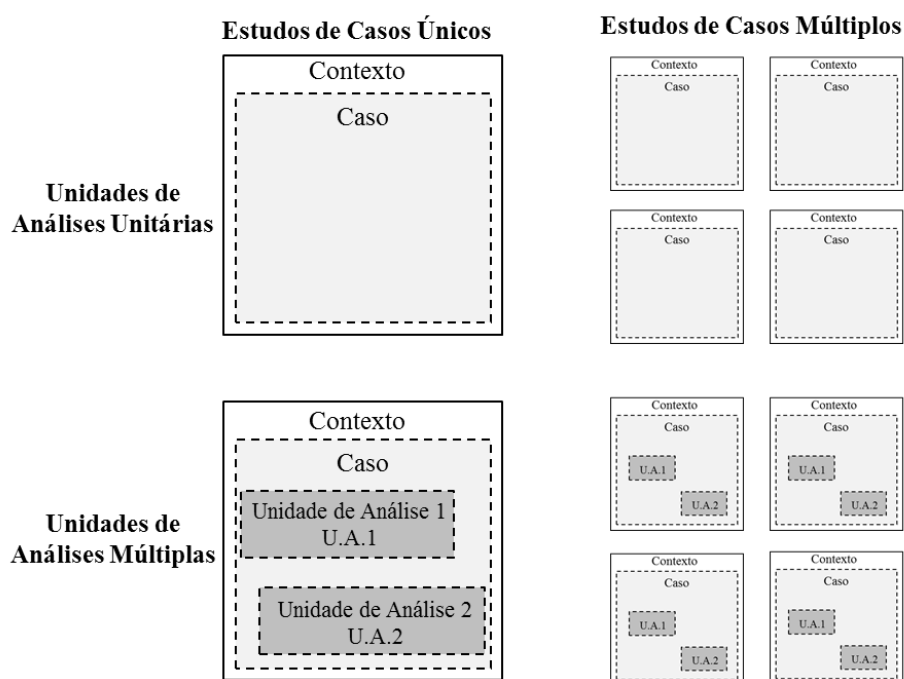 Estudos de Casos Únicos
Estudos de Casos Múltiplos
Contexto
Caso
Contexto
Caso
Contexto
Caso
Unidades de
Análises Unitárias
Contexto
Caso
Contexto
Caso
Contexto
Caso
Unidade de Análise 1
U.A.1
Unidade de Análise 2
U.A.2
Unidades de
Análises Múltiplas
Contexto
Caso
U.A.1
U.A.2
Contexto
Caso
U.A.1
U.A.2
Contexto
Caso
U.A.1
U.A.2
Contexto
Caso
U.A.1
U.A.2